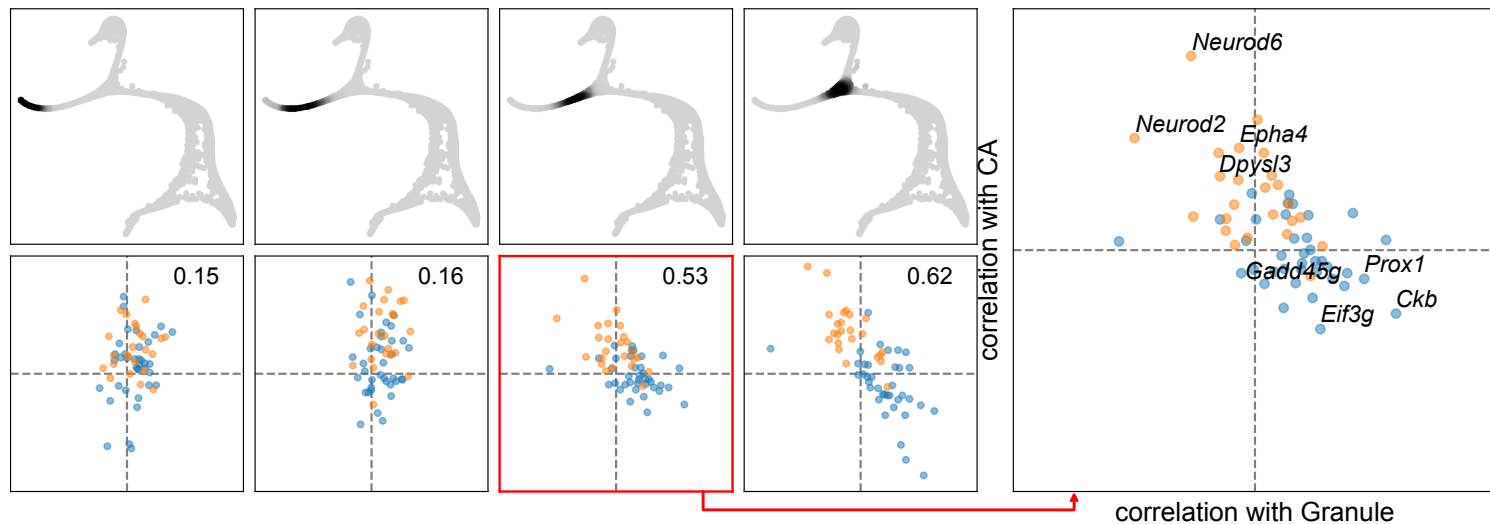 0.15
0.16
0.53
0.62
correlation with CA
Neurod6
Neurod2
Epha4
Dpysl3
Gadd45g
Prox1
Ckb
Eif3g
correlation with Granule